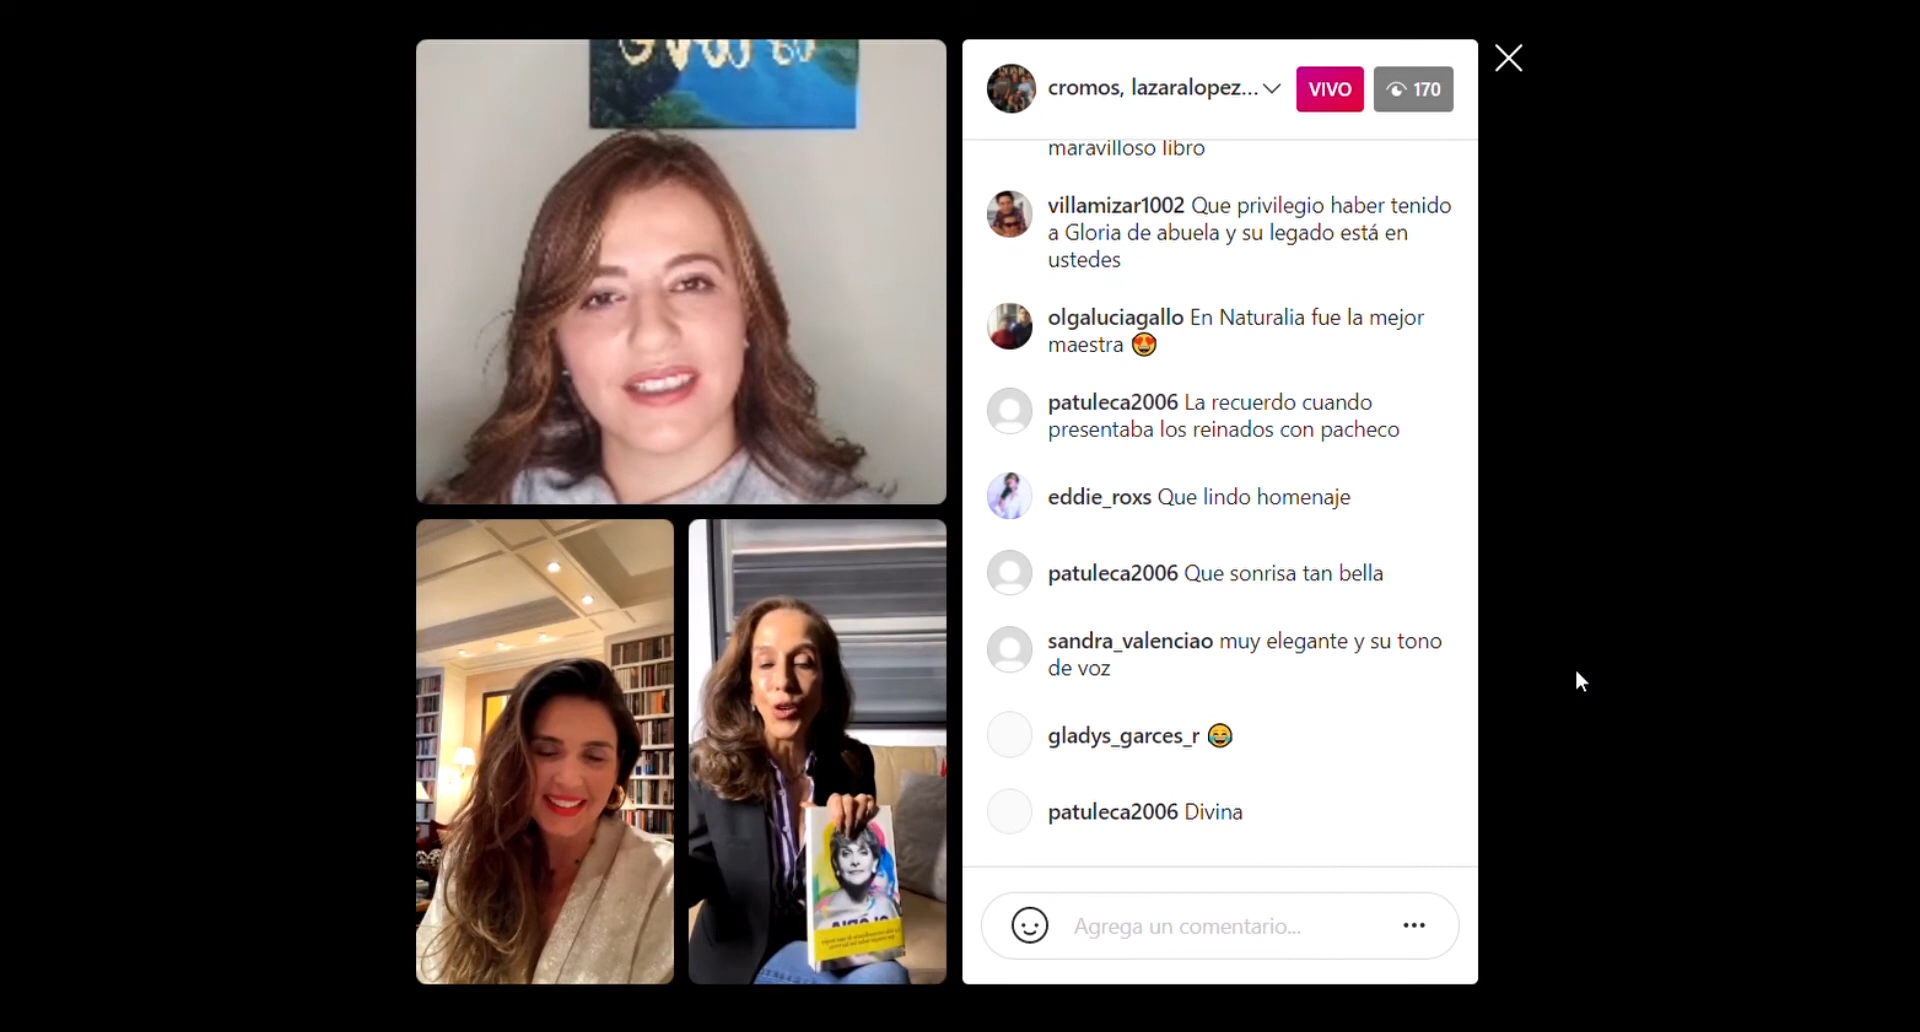 cromos, lazaralopez...
VIVO
170
maravilloso libro
villamizar1002 Que privilegio haber tenido
a Gloria de abuela y su legado está en
ustedes
olgaluciagallo En Naturalia fue la mejor
maestra 😍
patuleca2006 La recuerdo cuando
presentaba los reinados con pacheco
eddie_roxs Que lindo homenaje
patuleca2006 Que sonrisa tan bella
sandra_valenciao muy elegante y su tono
de voz
gladys_garces_r 😂
patuleca2006 Divina
Agrega un comentario...